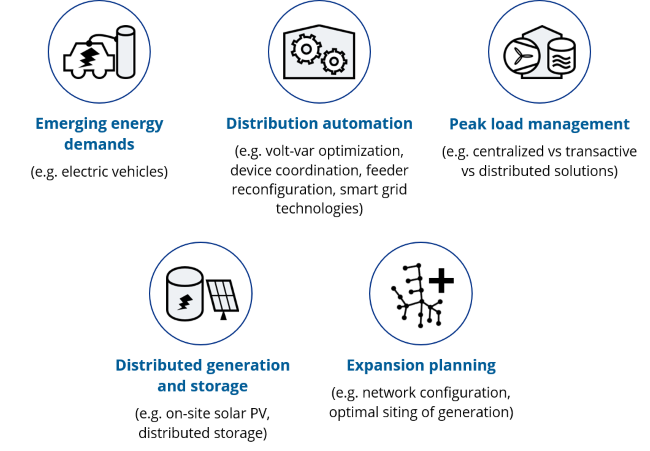 Emerging energy
demands
(e.g. electric vehicles)
Distribution automation
(e.g. volt-var optimization,
device coordination, feeder
reconfiguration, smart grid
technologies)
Peak load management
(e.g. centralized vs transactive
vs distributed solutions)
Distributed generation
and storage
(e.g. on-site solar PV,
distributed storage)
Expansion planning
(e.g. network configuration,
optimal siting of generation)